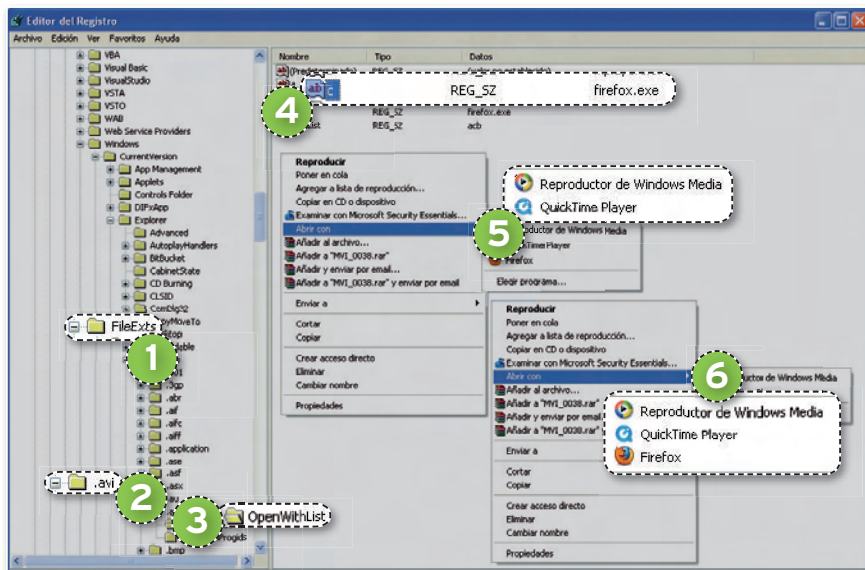 Editor del Registro
Archivo Edición Ver Favoritos Ayuda
VBA
Visual Basic
VisualStudio
VSTA
VSTO
WAB
Web Service Providers
Windows
CurrentVersion
App Management
Applets
Controls Folder
DIFxApp
Explorer
Advanced
AutoplayHandlers
BitBucket
CabinetState
CD Burning
CLSID
ComDlg32
FileExts
1
.3gp
.abr
.aif
.aifc
.aiff
.application
.ase
.asf
.asx
.au
.avi
2
3
OpenWithList
.bmp
Nombre Tipo Datos
(Predeterminado) REG_SZ
ab c REG_SZ firefox.exe
4
REG_SZ firefox.exe
REG_SZ acb
Reproducir
Poner en cola
Agregar a lista de reproducción...
Copiar en CD o dispositivo
Examinar con Microsoft Security Essentials...
Abrir con
Añadir al archivo...
Añadir a "MVI_0038.rar"
Añadir y enviar por email...
Añadir a "MVI_0038.rar" y enviar por email
Enviar a
Cortar
Copiar
Crear acceso directo
Eliminar
Cambiar nombre
Propiedades
Reproductor de Windows Media
QuickTime Player
5
Firefox
Elegir programa...
Reproducir
Poner en cola
Agregar a lista de reproducción...
Copiar en CD o dispositivo
Examinar con Microsoft Security Essentials...
Abrir con
Añadir al archivo...
Añadir a "MVI_0038.rar"
Añadir y enviar por email
Añadir a "MVI_0038.rar"
Enviar a
Cortar
Copiar
Crear acceso directo
Eliminar
Cambiar nombre
Propiedades
6
Reproductor de Windows Media
QuickTime Player
Firefox